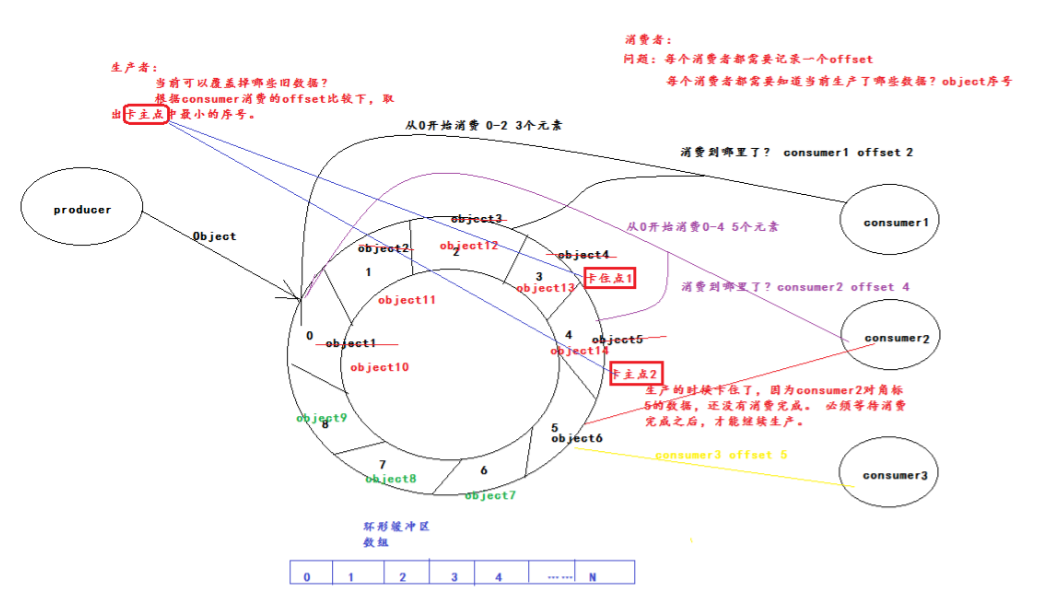 消费者：
问题：每个消费者都需要记录一个offset
每个消费者都需要知道当前生产了哪些数据？object序号
生产者：
当前可以覆盖掉哪些旧数据？
根据consumer消费的offset比较下，取
出卡主点中最小的序号。
从0开始消费 0-2 3个元素
消费到哪里了？ consumer1 offset 2
producer
Object
consumer1
object3
object2
object12
2
从0开始消费0-4 5个元素
object4
1
3
卡住点1
object11
object13
消费到哪里了？consumer2 offset 4
0
4
object1
object5
consumer2
object14
object10
卡主点2
生产的时候卡住了，因为consumer2对角标
5的数据，还没有消费完成。 必须等待消费
完成之后，才能继续生产。
object9
8
5
object6
consumer3 offset 5
consumer3
7
6
object8
object7
环形缓冲区
数组
0 1 2 3 4 …… N